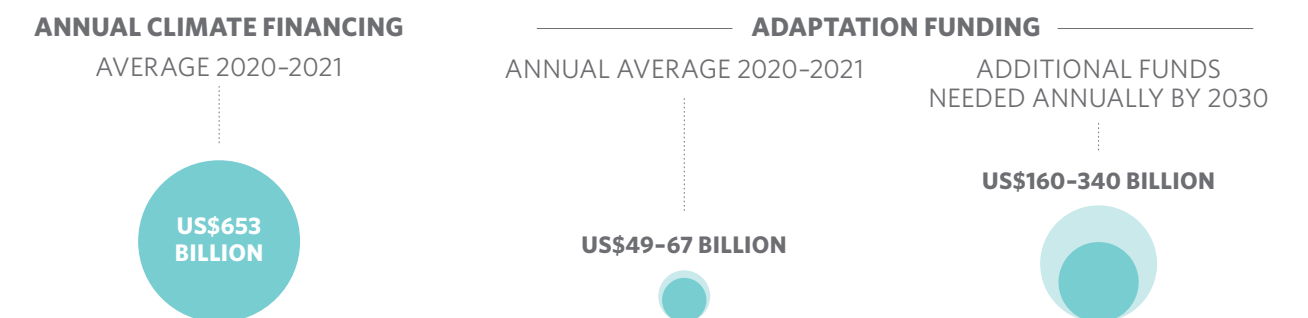 ANNUAL CLIMATE FINANCING
AVERAGE 2020–2021
US$653
BILLION
ADAPTATION FUNDING
ANNUAL AVERAGE 2020–2021
US$49–67 BILLION
ADDITIONAL FUNDS
NEEDED ANNUALLY BY 2030
US$160–340 BILLION